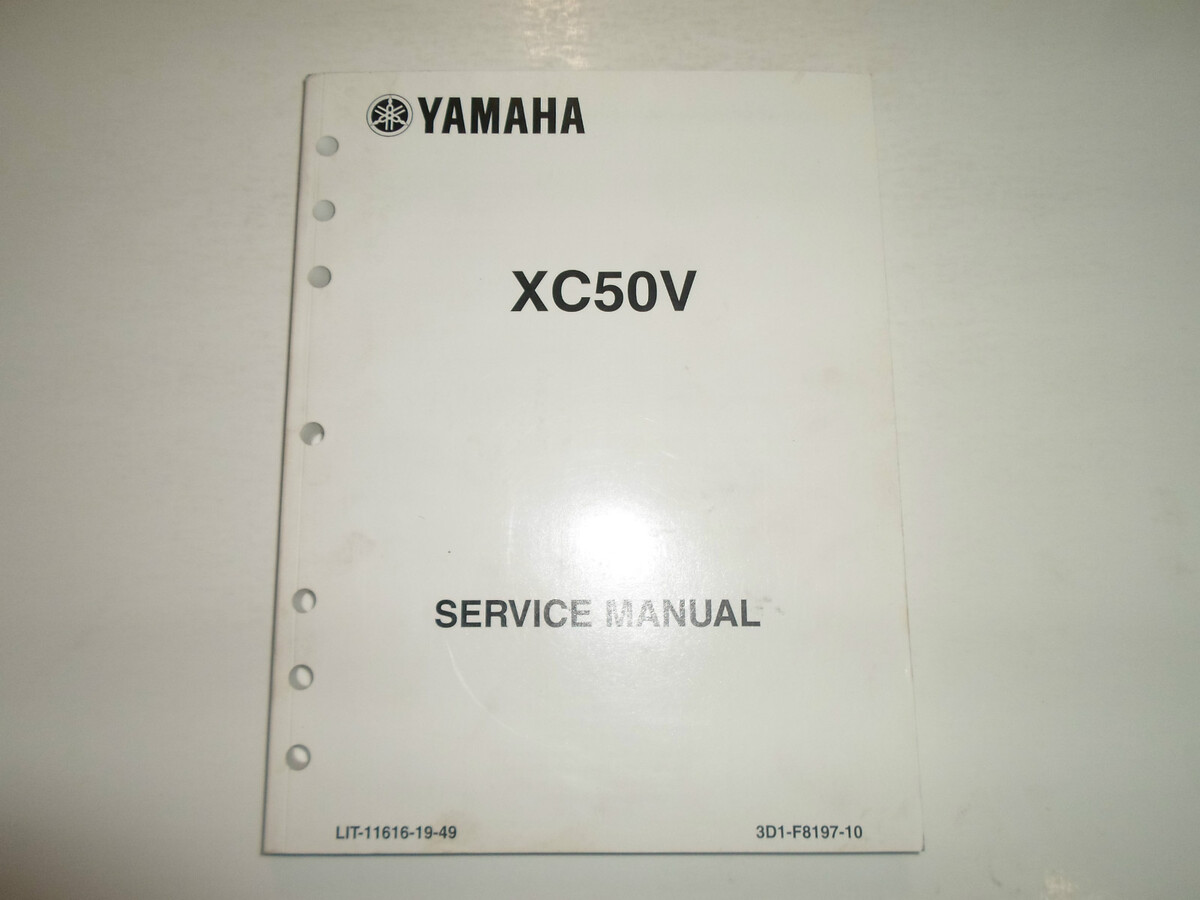 YAMAHA
XC50V
SERVICE MANUAL
LIT-11616-19-49
3D1-F8197-10